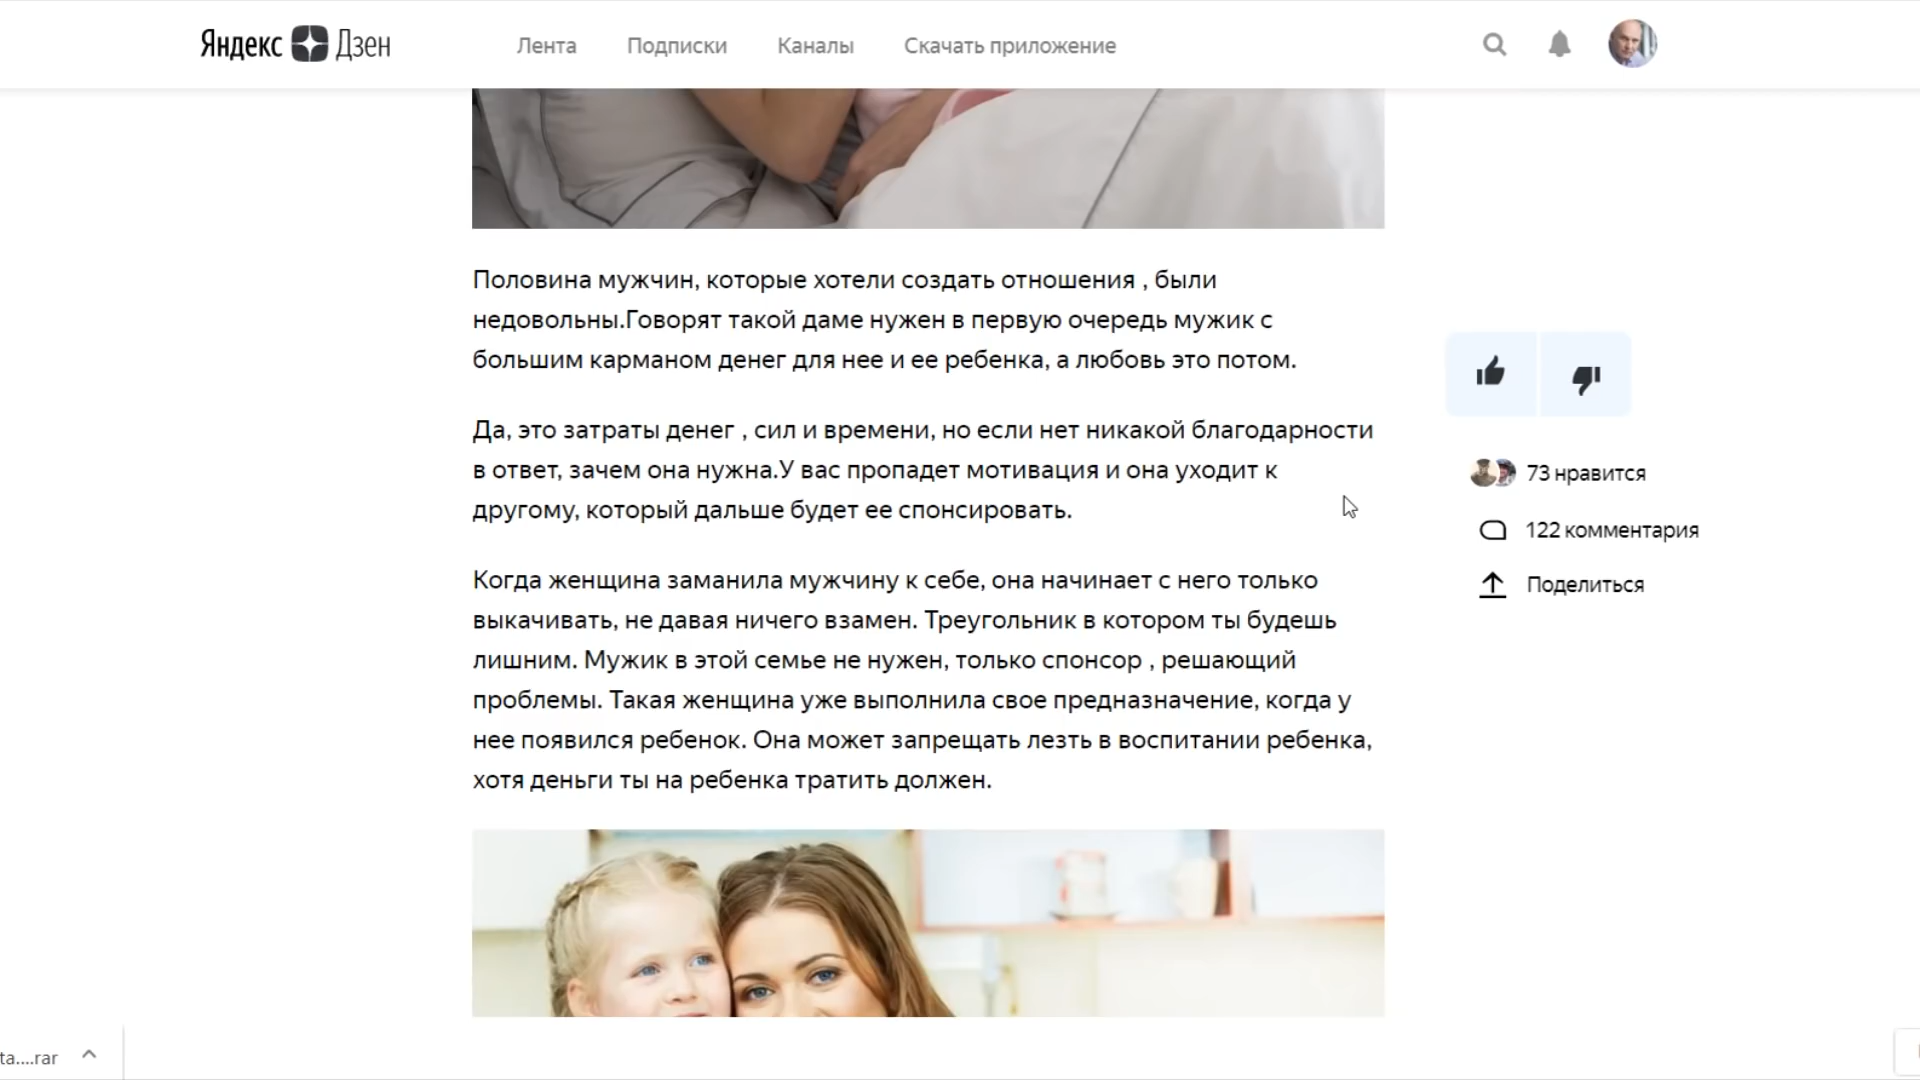 Яндекс Дзен
Лента Подписки Каналы Скачать приложение
Половина мужчин, которые хотели создать отношения , были
недовольны.Говорят такой даме нужен в первую очередь мужик с
большим карманом денег для нее и ее ребенка, а любовь это потом.
Да, это затраты денег , сил и времени, но если нет никакой благодарности
в ответ, зачем она нужна.У вас пропадет мотивация и она уходит к
другому, который дальше будет ее спонсировать.
Когда женщина заманила мужчину к себе, она начинает с него только
выкачивать, не давая ничего взамен. Треугольник в котором ты будешь
лишним. Мужик в этой семье не нужен, только спонсор , решающий
проблемы. Такая женщина уже выполнила свое предназначение, когда у
нее появился ребенок. Она может запрещать лезть в воспитании ребенка,
хотя деньги ты на ребенка тратить должен.
73 нравится
122 комментария
Поделиться
ta....rar